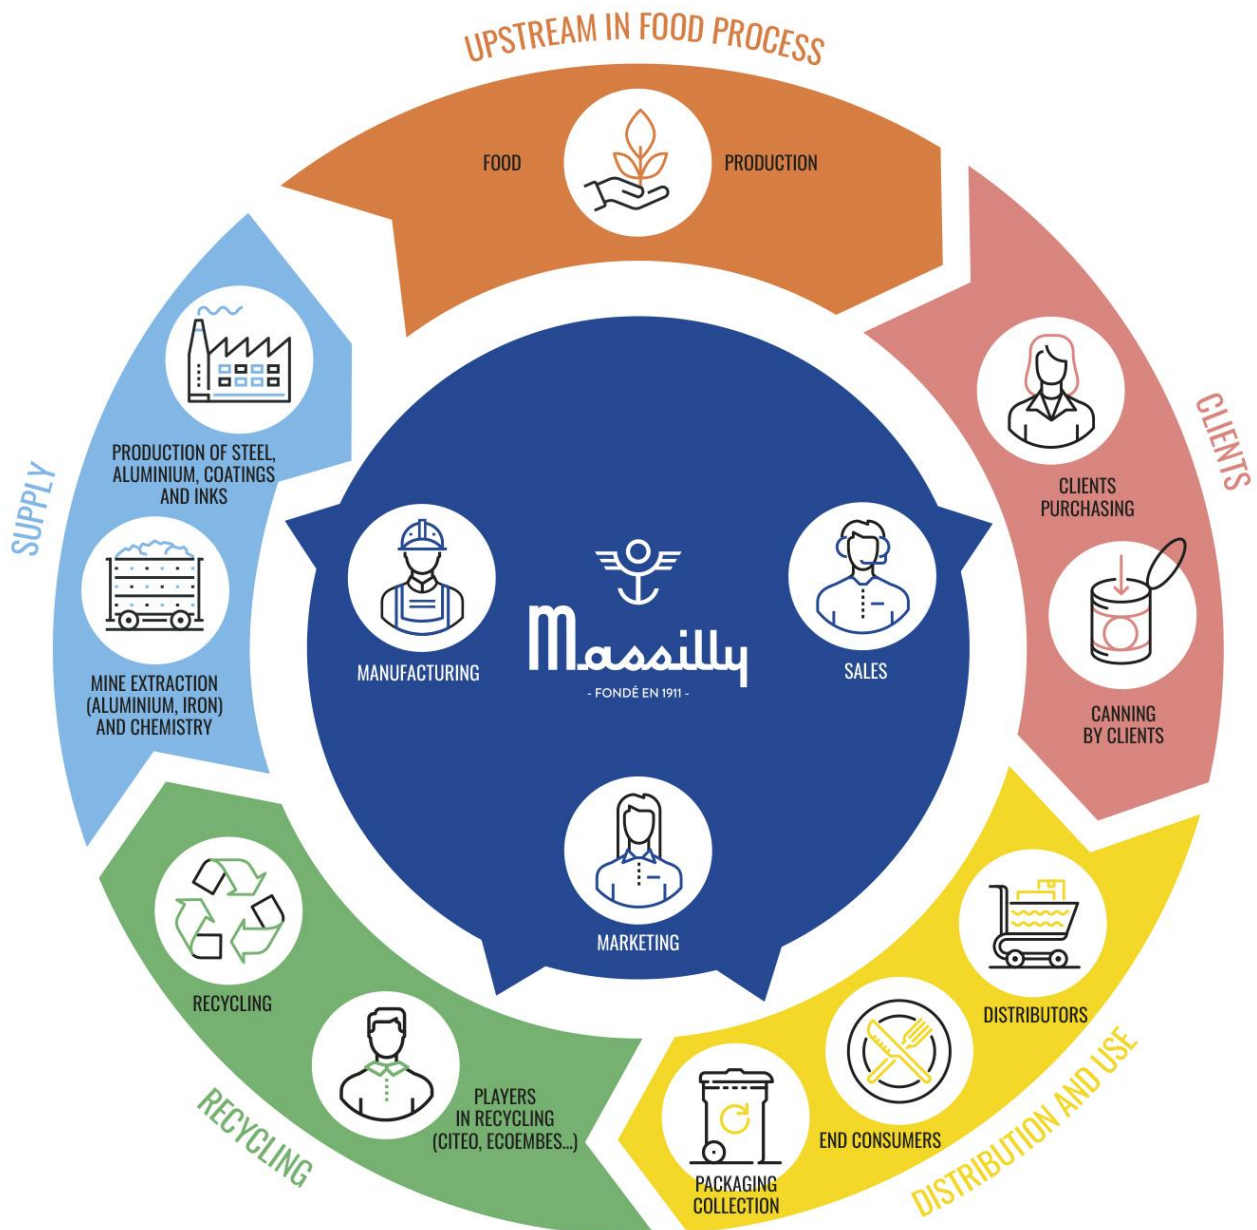 UPSTREAM IN FOOD PROCESS
FOOD
PRODUCTION
CLIENTS
CLIENTS
PURCHASING
CANNING
BY CLIENTS
DISTRIBUTION AND USE
DISTRIBUTORS
END CONSUMERS
PACKAGING
COLLECTION
RECYCLING
PLAYERS
IN RECYCLING
(CITEO, ECOEMBES...)
RECYCLING
SUPPLY
MINE EXTRACTION
(ALUMINIUM, IRON)
AND CHEMISTRY
PRODUCTION OF STEEL,
ALUMINIUM, COATINGS
AND INKS
MANUFACTURING
Massilly
- FONDÉ EN 1911 -
SALES
MARKETING